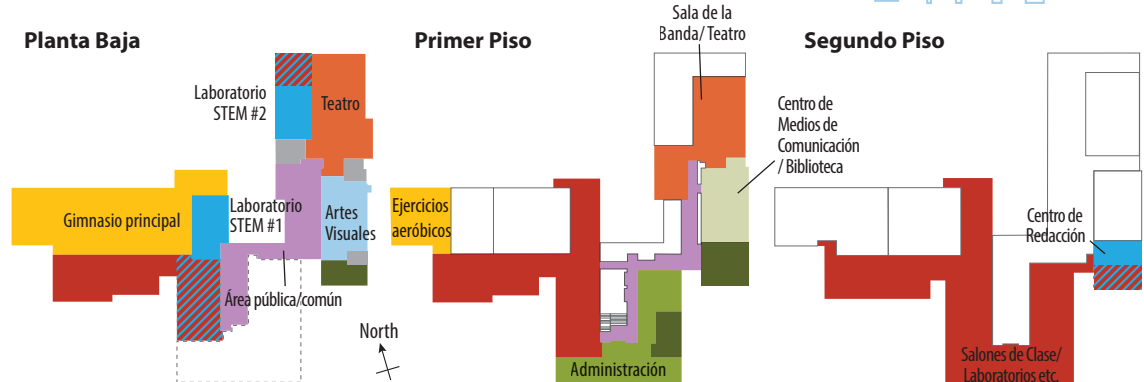 Planta Baja
Laboratorio
STEM #2
Teatro
Gimnasio principal
Laboratorio
STEM #1
Artes
Visuales
Área pública/común
North
Primer Piso
Sala de la
Banda/ Teatro
Centro de
Medios de
Comunicación
/ Biblioteca
Ejercicios
aeróbicos
Administración
Segundo Piso
Centro de
Redacción
Salones de Clase/
Laboratorios etc.